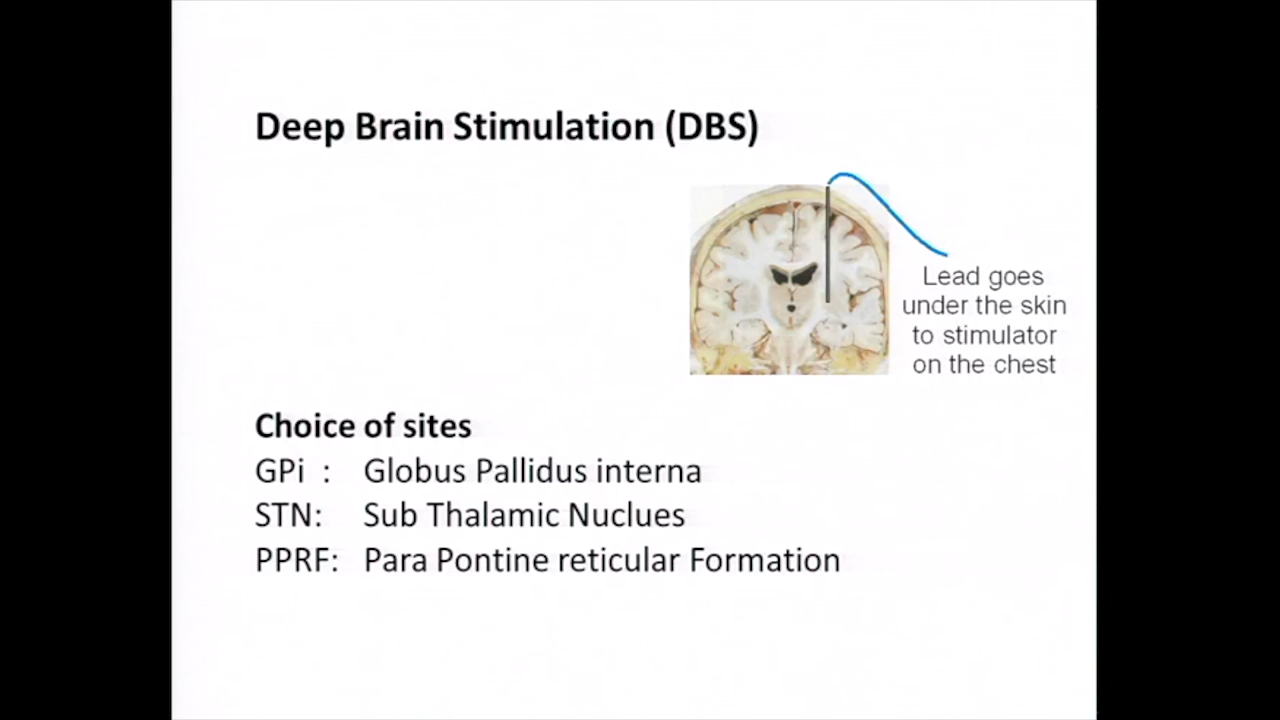 Deep Brain Stimulation (DBS)
Lead goes
under the skin
to stimulator
on the chest
Choice of sites
GPi : Globus Pallidus interna
STN: Sub Thalamic Nuclues
PPRF: Para Pontine reticular Formation